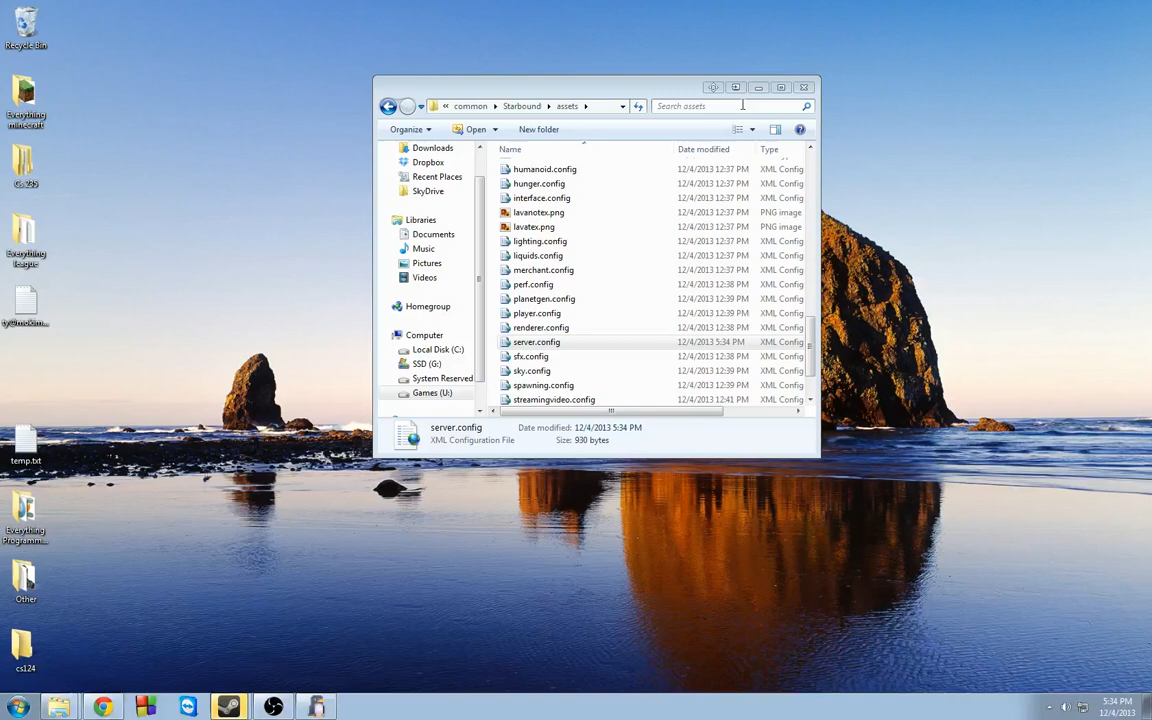 Recycle Bin
Everything
minecraft
Cs 235
Everything
league
ty@mokim...
temp.txt
Everything
Programm...
Other
cs124
« common Starbound assets
Search assets
Organize Open New folder
Downloads
Dropbox
Recent Places
SkyDrive
Libraries
Documents
Music
Pictures
Videos
Homegroup
Computer
Local Disk (C:)
SSD (G:)
System Reserved
Games (U:)
Name Date modified Type
humanoid.config 12/4/2013 12:37 PM XML Config
hunger.config 12/4/2013 12:37 PM XML Config
interface.config 12/4/2013 12:37 PM XML Config
lavanotex.png 12/4/2013 12:37 PM PNG image
lavatex.png 12/4/2013 12:37 PM PNG image
lighting.config 12/4/2013 12:37 PM XML Config
liquids.config 12/4/2013 12:37 PM XML Config
merchant.config 12/4/2013 12:37 PM XML Config
perf.config 12/4/2013 12:38 PM XML Config
planetgen.config 12/4/2013 12:39 PM XML Config
player.config 12/4/2013 12:37 PM XML Config
renderer.config 12/4/2013 12:38 PM XML Config
server.config 12/4/2013 5:34 PM XML Config
sfx.config 12/4/2013 12:38 PM XML Config
sky.config 12/4/2013 12:39 PM XML Config
spawning.config 12/4/2013 12:39 PM XML Config
streamingvideo.config 12/4/2013 12:41 PM XML Config
server.config Date modified: 12/4/2013 5:34 PM
XML Configuration File Size: 930 bytes
5:34 PM
12/4/2013